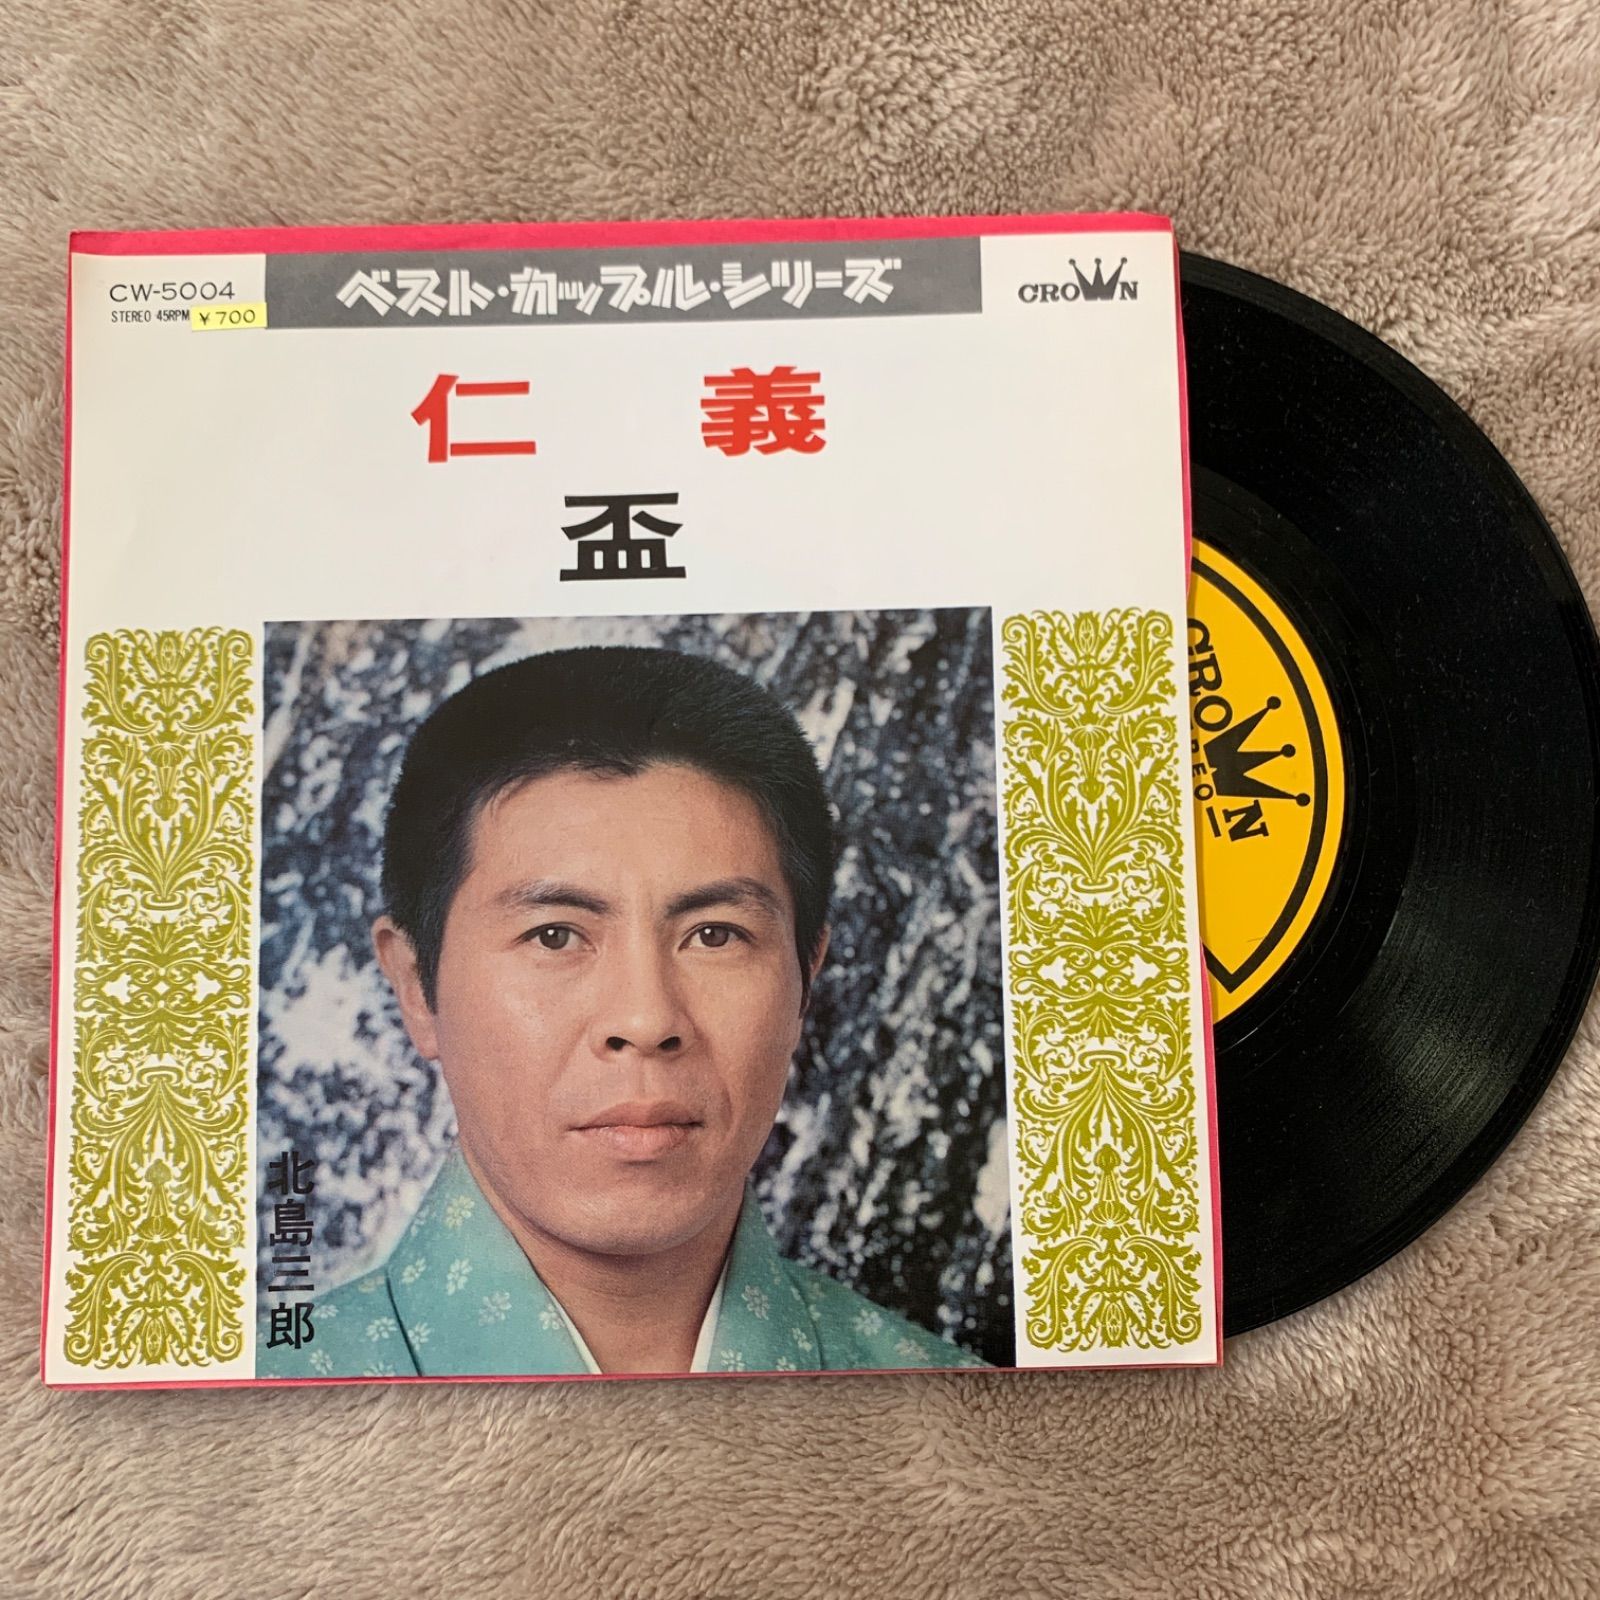 CW-5004
STEREO 45RPM
¥700
ベスト・カップル・シリーズ
CROWN
仁義
盃
北島三郎
CROWN